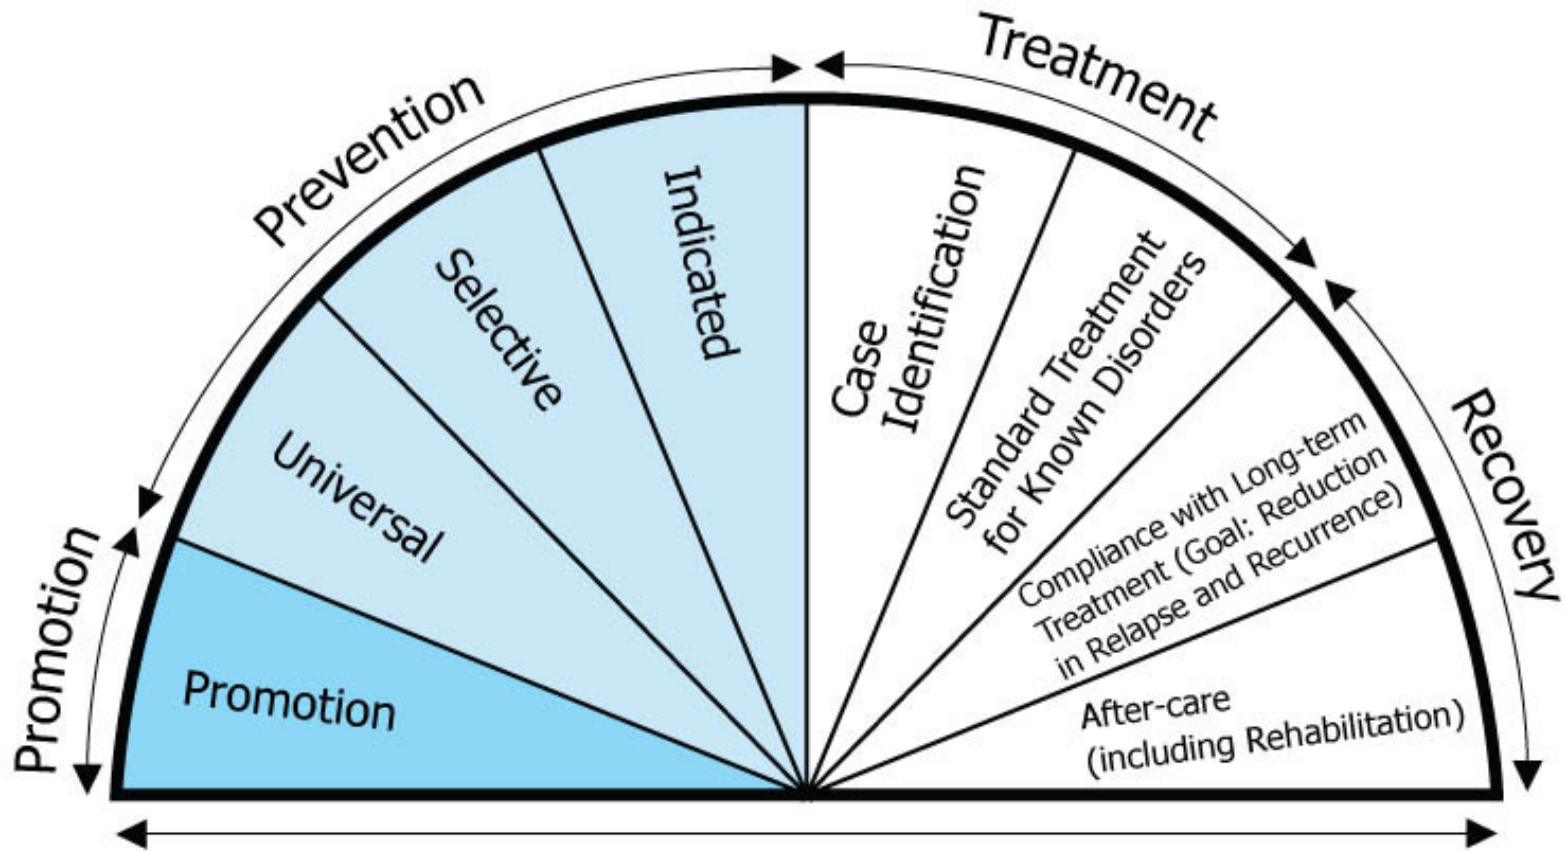 Promotion
Prevention
Treatment
Recovery
Promotion
Universal
Selective
Indicated
Case
Identification
Standard Treatment
for Known Disorders
Compliance with Long-term
Treatment (Goal: Reduction
in Relapse and Recurrence)
After-care
(including Rehabilitation)